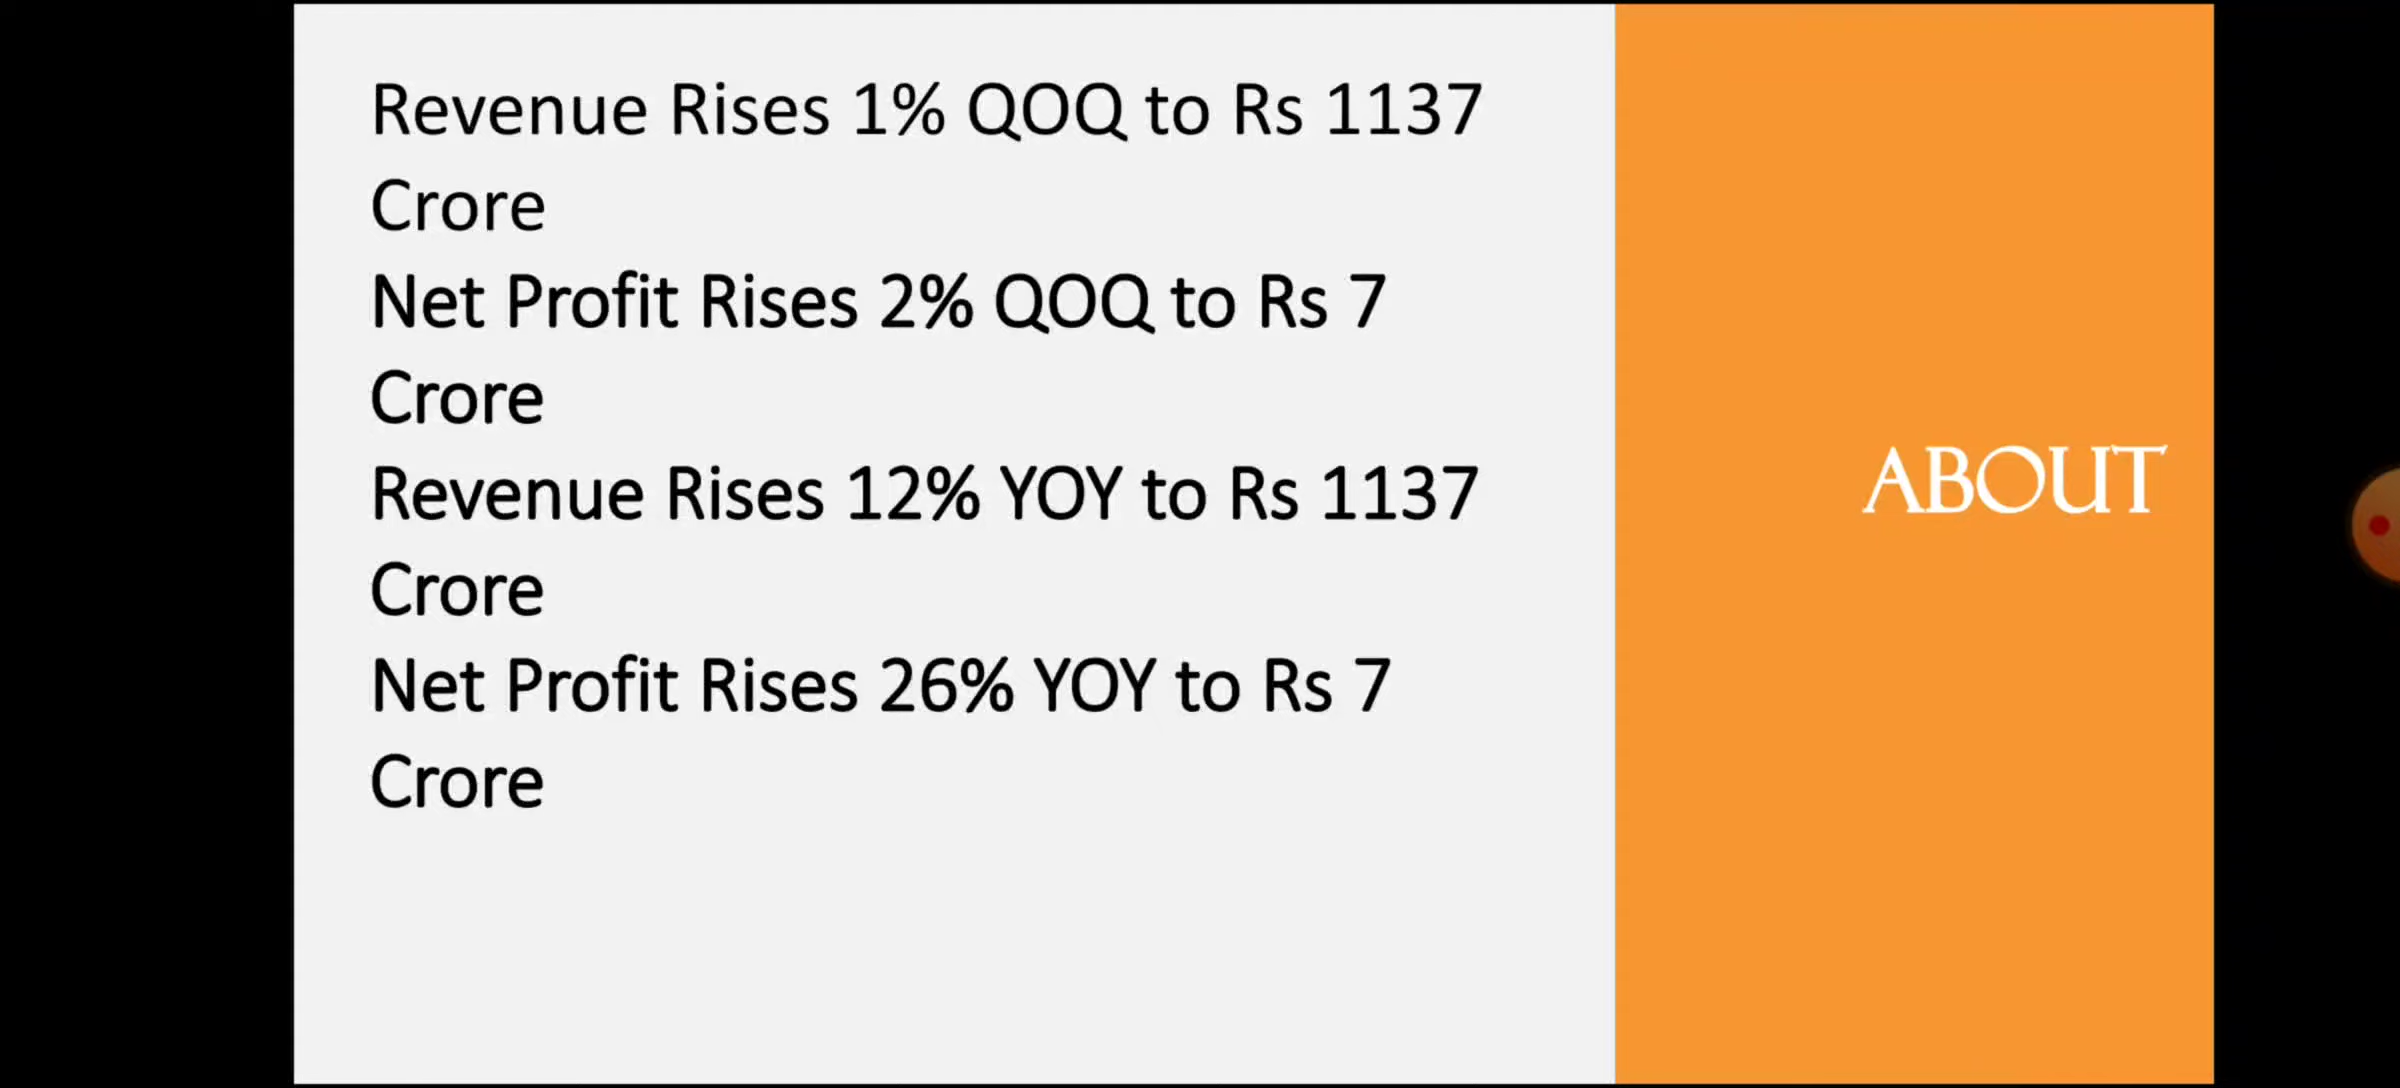 Revenue Rises 1% QOQ to Rs 1137
Crore
Net Profit Rises 2% QOQ to Rs 7
Crore
Revenue Rises 12% YOY to Rs 1137
Crore
Net Profit Rises 26% YOY to Rs 7
Crore
ABOUT